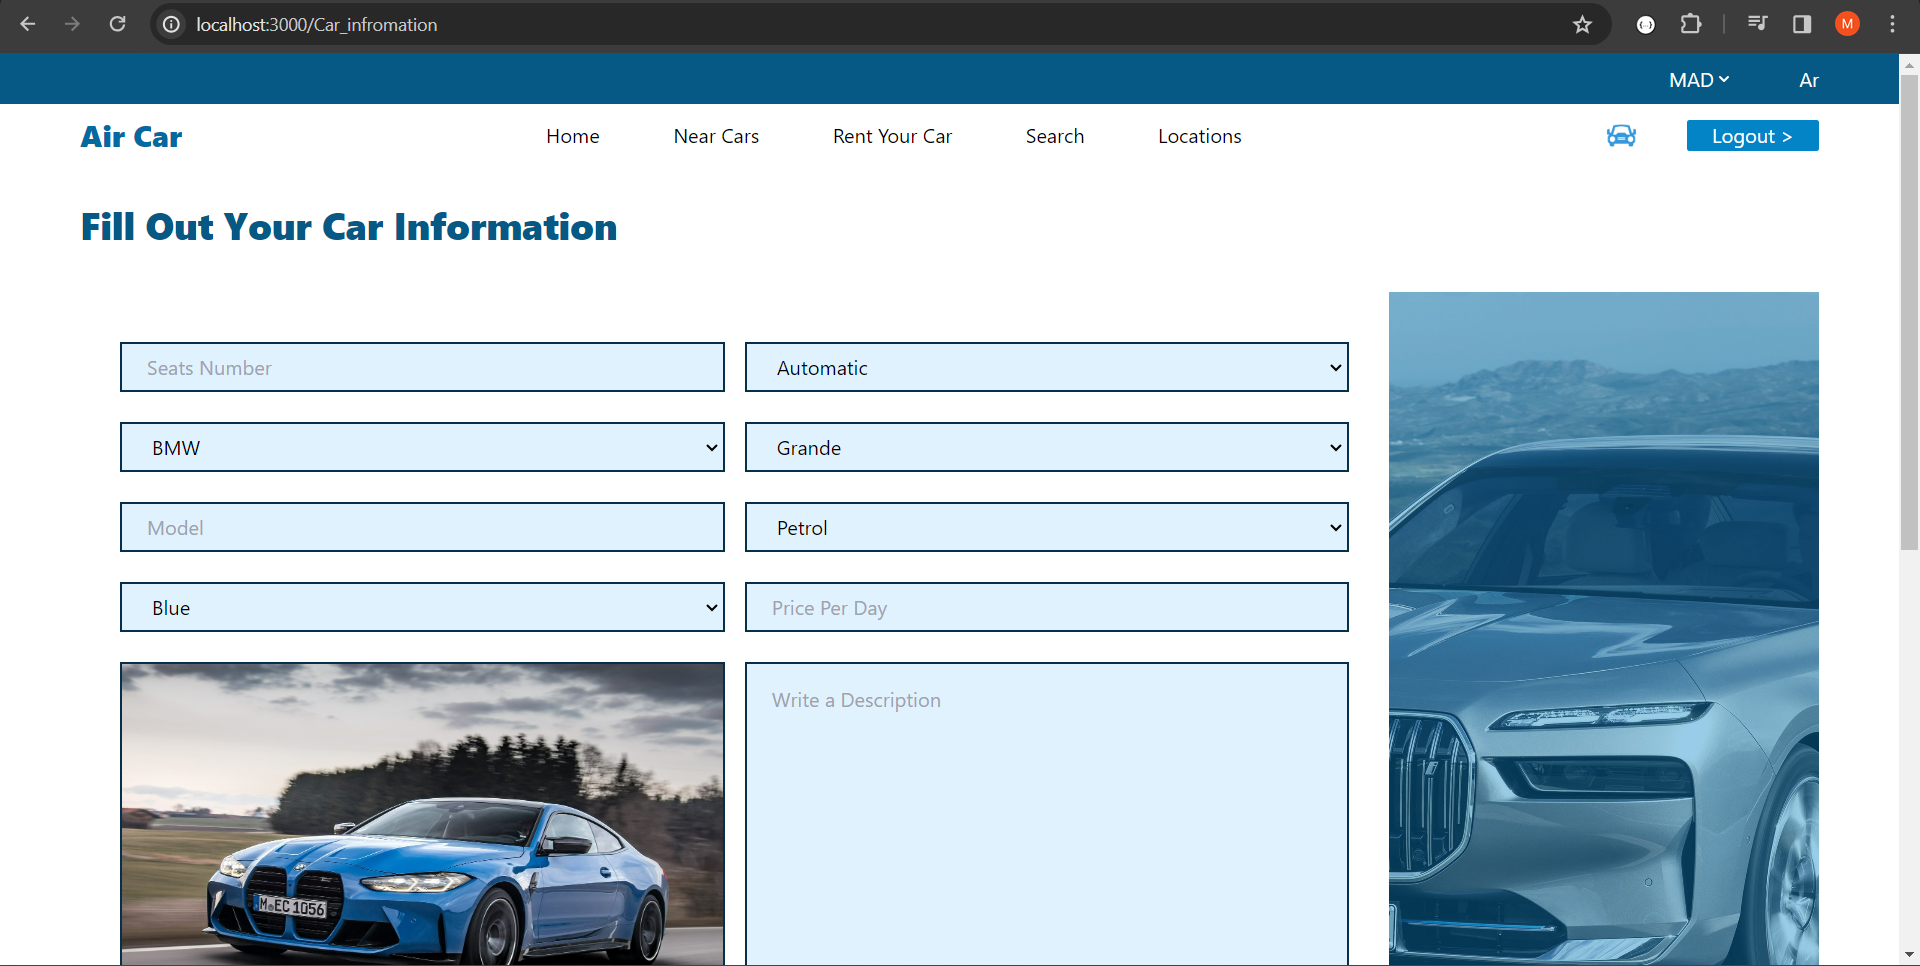 localhost:3000/Car_infromation
M
MAD
Ar
Air Car
Home
Near Cars
Rent Your Car
Search
Locations
Logout >
Fill Out Your Car Information
Seats Number
Automatic
BMW
Grande
Model
Petrol
Blue
Price Per Day
Write a Description
M EC 1056